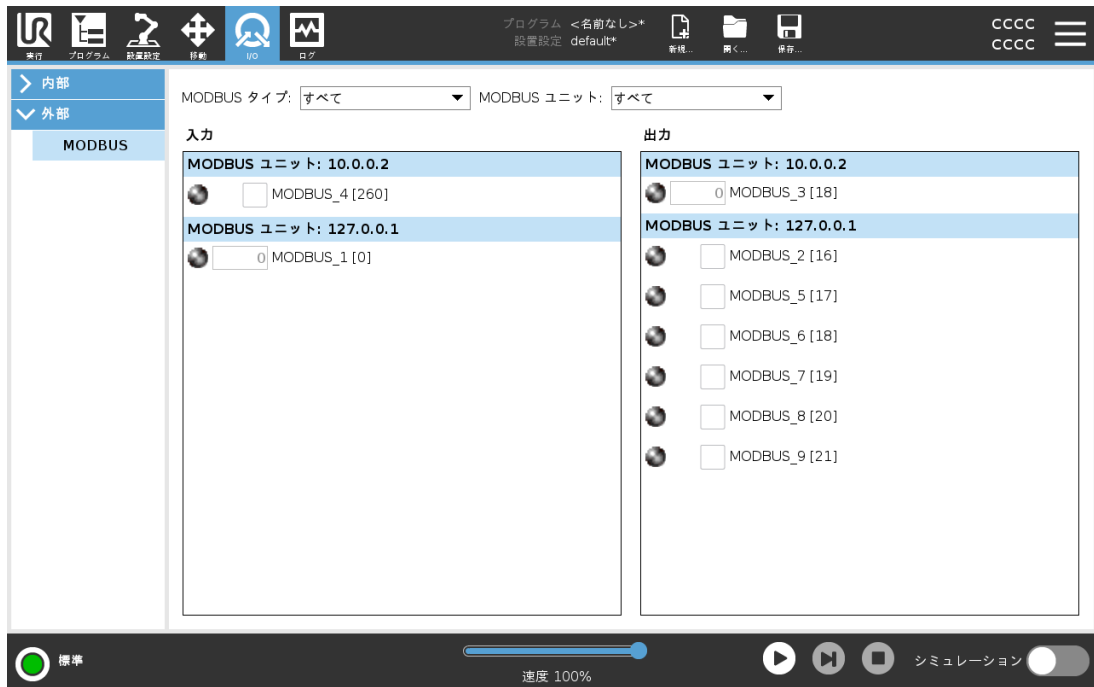 UR
プログラム <名前なし>*
設置設定 default*
CCCC
CCCC
実行 プログラム 設置設定 移動 I/O ログ 新規... 開く... 保存...
内部
外部
MODBUS
MODBUS タイプ: すべて MODBUS ユニット: すべて
入力
MODBUS ユニット: 10.0.0.2
MODBUS_4 [260]
MODBUS ユニット: 127.0.0.1
0 MODBUS_1 [0]
出力
MODBUS ユニット: 10.0.0.2
0 MODBUS_3 [18]
MODBUS ユニット: 127.0.0.1
MODBUS_2 [16]
MODBUS_5 [17]
MODBUS_6 [18]
MODBUS_7 [19]
MODBUS_8 [20]
MODBUS_9 [21]
標準
速度 100%
シミュレーション